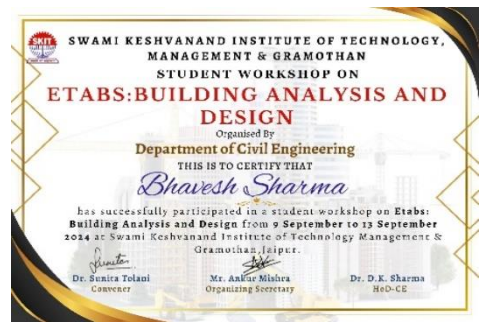 SKIT
SWAMI KESHVANAND INSTITUTE OF TECHNOLOGY,
MANAGEMENT & GRAMOTHAN
STUDENT WORKSHOP ON
ETABS:BUILDING ANALYSIS AND
DESIGN
Organised By
Department of Civil Engineering
THIS IS TO CERTIFY THAT
Bhavesh Sharma
has successfully participated in a student workshop on Etabs:
Building Analysis and Design from 9 September to 13 September
2024 at Swami Keshvanand Institute of Technology Management &
Gramothan,Jaipur.
Dr. Sunita Tolani Mr. Ankur Mishra Dr. D.K. Sharma
Convener Organizing Secretary HoD-CE